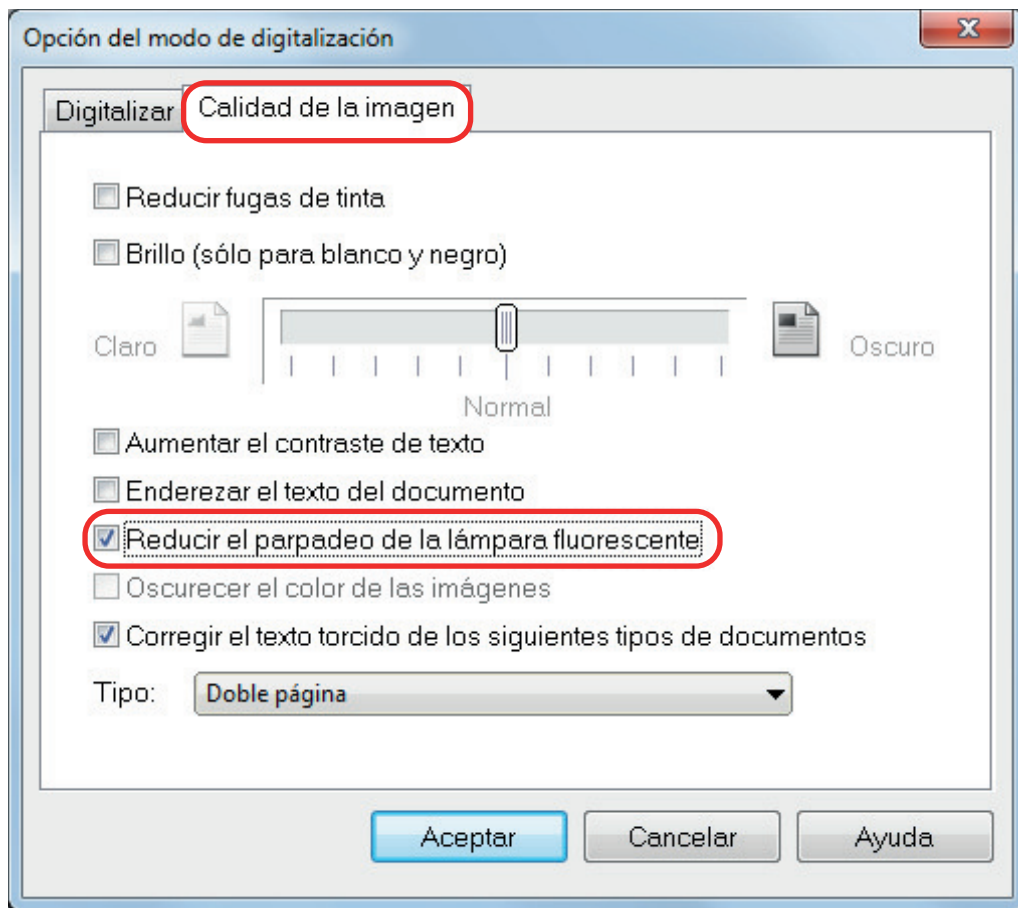 Opción del modo de digitalización
Digitalizar
Calidad de la imagen
Reducir fugas de tinta
Brillo (sólo para blanco y negro)
Claro
Oscuro
Normal
Aumentar el contraste de texto
Enderezar el texto del documento
Reducir el parpadeo de la lámpara fluorescente
Oscurecer el color de las imágenes
Corregir el texto torcido de los siguientes tipos de documentos
Tipo: Doble página
Aceptar
Cancelar
Ayuda